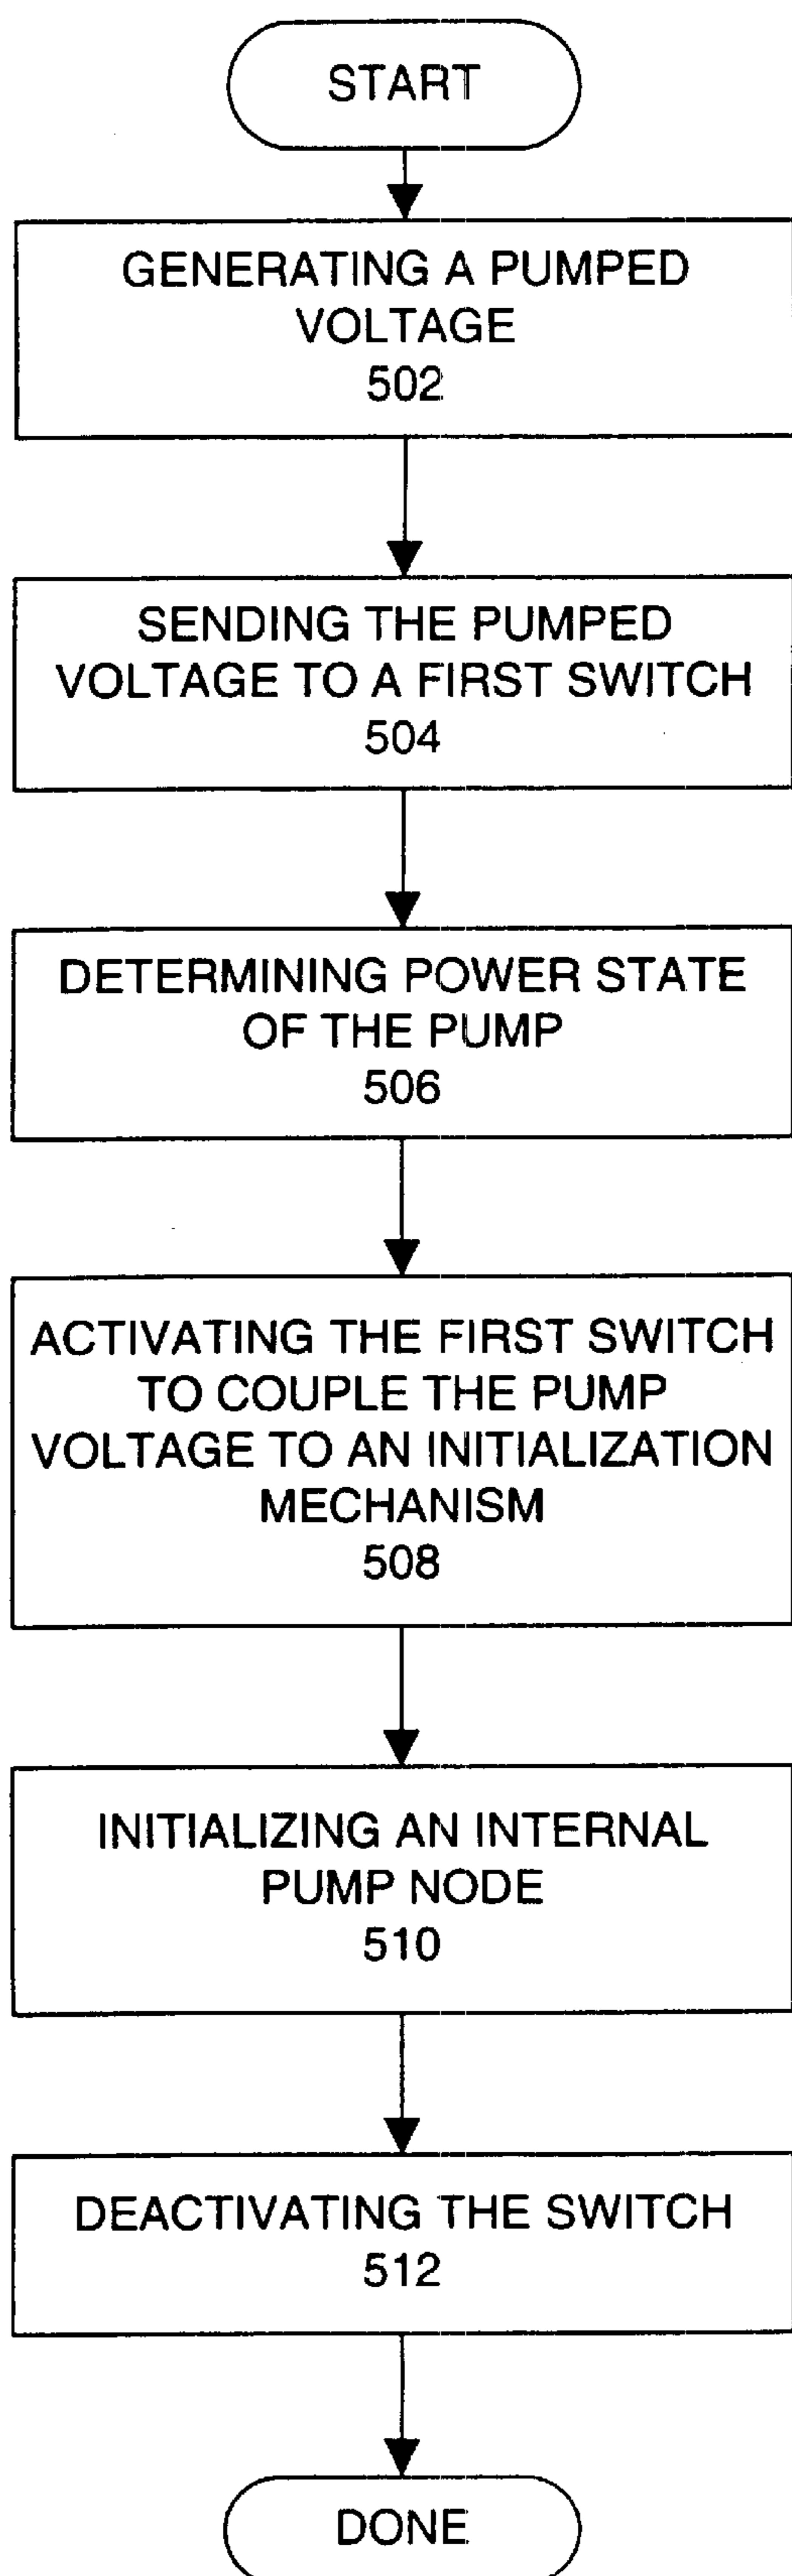 START
GENERATING A PUMPED
VOLTAGE
502
SENDING THE PUMPED
VOLTAGE TO A FIRST SWITCH
504
DETERMINING POWER STATE
OF THE PUMP
506
ACTIVATING THE FIRST SWITCH
TO COUPLE THE PUMP
VOLTAGE TO AN INITIALIZATION
MECHANISM
508
INITIALIZING AN INTERNAL
PUMP NODE
510
DEACTIVATING THE SWITCH
512
DONE